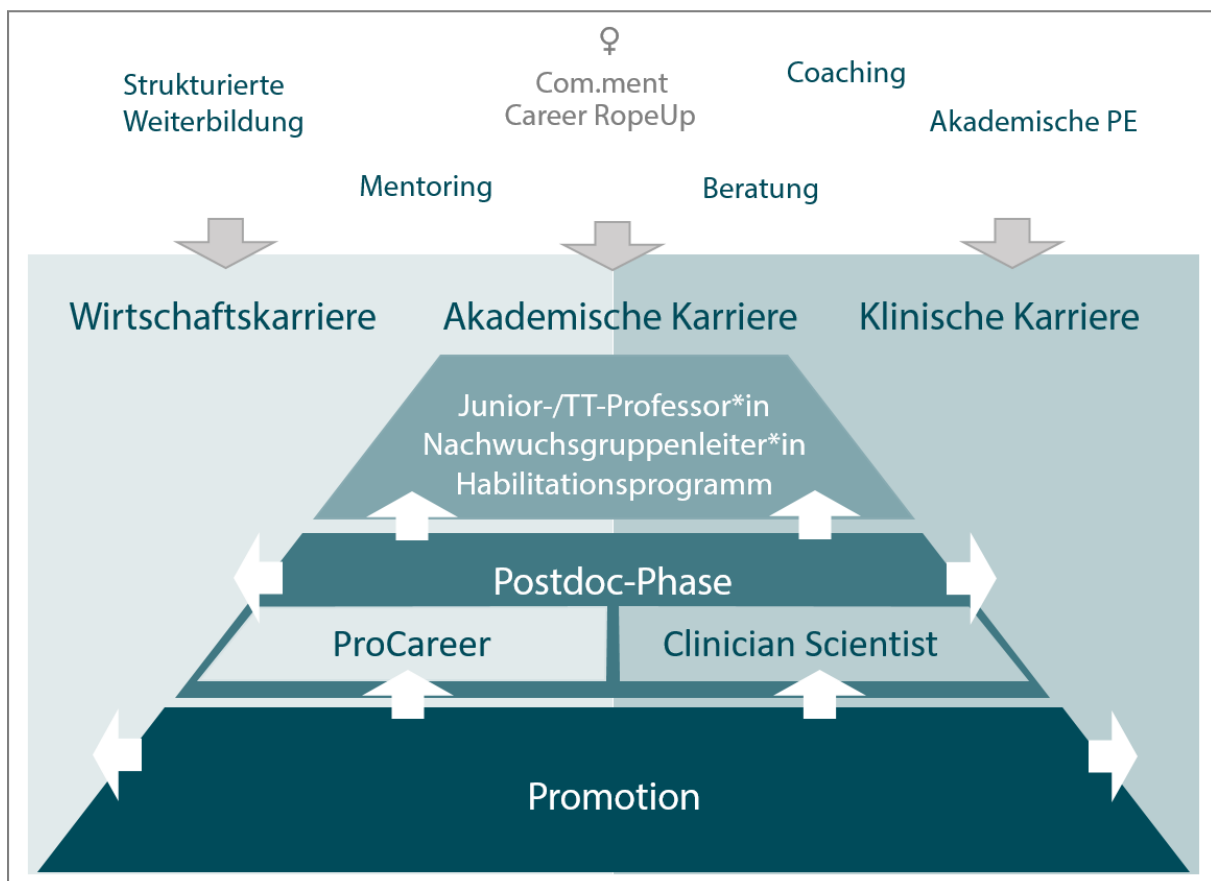 ♀
Com.ment
Career RopeUp
Strukturierte
Weiterbildung
Coaching
Akademische PE
Mentoring
Beratung
Wirtschaftskarriere
Akademische Karriere
Klinische Karriere
Junior-/TT-Professor*in
Nachwuchsgruppenleiter*in
Habilitationsprogramm
Postdoc-Phase
ProCareer
Clinician Scientist
Promotion